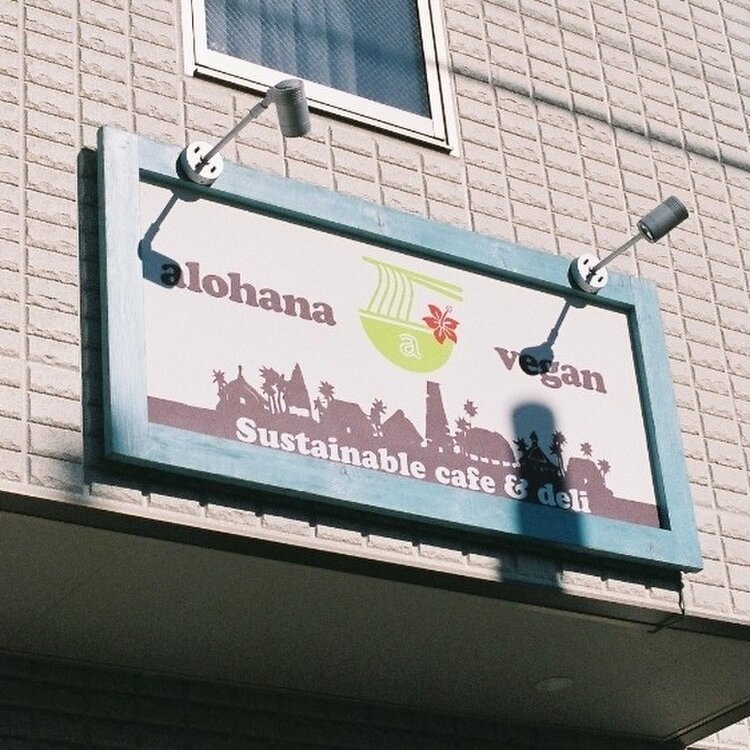 alohana
a
vegan
Sustainable cafe & deli